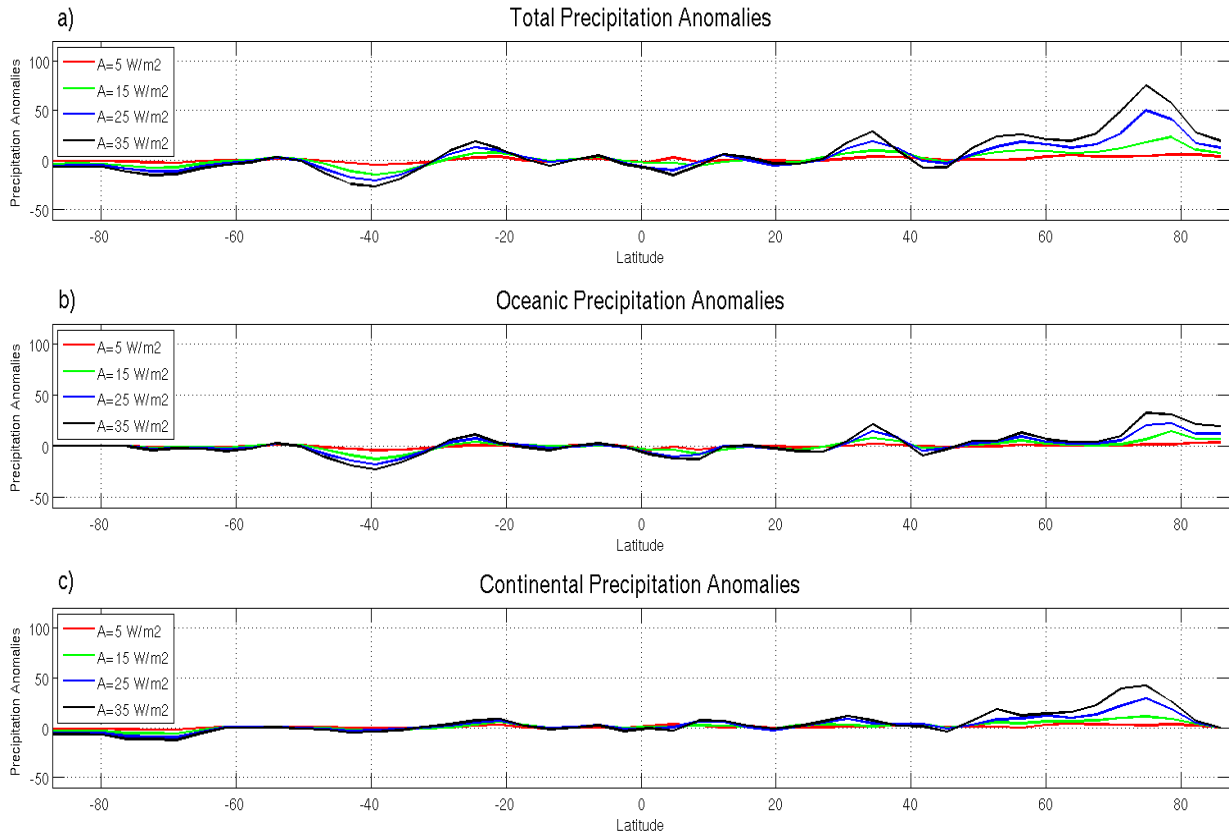 a)
Total Precipitation Anomalies
Precipitation Anomalies
100
50
0
-50
A=5 W/m2
A=15 W/m2
A=25 W/m2
A=35 W/m2
-80 -60 -40 -20 0 20 40 60 80
Latitude
b)
Oceanic Precipitation Anomalies
Precipitation Anomalies
100
50
0
-50
A=5 W/m2
A=15 W/m2
A=25 W/m2
A=35 W/m2
-80 -60 -40 -20 0 20 40 60 80
Latitude
c)
Continental Precipitation Anomalies
Precipitation Anomalies
100
50
0
-50
A=5 W/m2
A=15 W/m2
A=25 W/m2
A=35 W/m2
-80 -60 -40 -20 0 20 40 60 80
Latitude